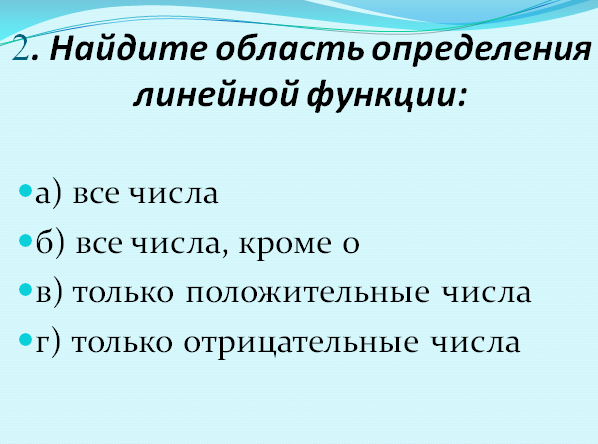 2. Найдите область определения
линейной функции:
а) все числа
б) все числа, кроме 0
в) только положительные числа
г) только отрицательные числа